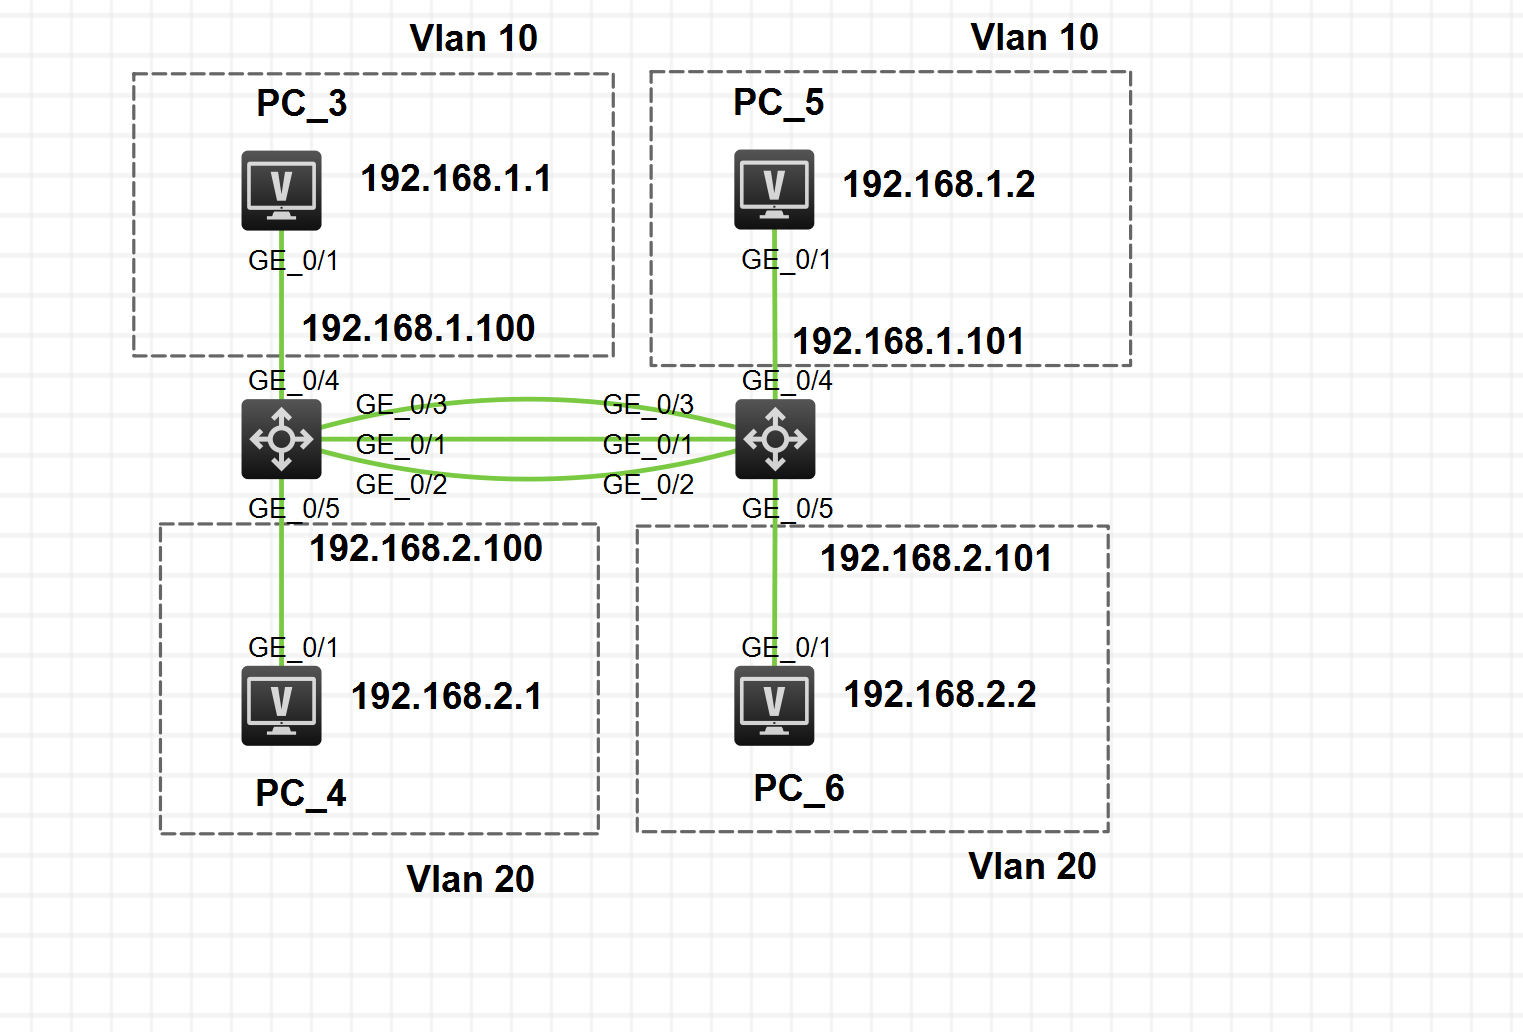 Vlan 10
Vlan 10
PC_3
PC_5
V
192.168.1.1
V
192.168.1.2
GE_0/1
GE_0/1
192.168.1.100
192.168.1.101
GE_0/4
GE_0/4
GE_0/3
GE_0/3
GE_0/1
GE_0/1
GE_0/2
GE_0/2
GE_0/5
GE_0/5
192.168.2.100
192.168.2.101
GE_0/1
GE_0/1
V
192.168.2.1
V
192.168.2.2
PC_4
PC_6
Vlan 20
Vlan 20